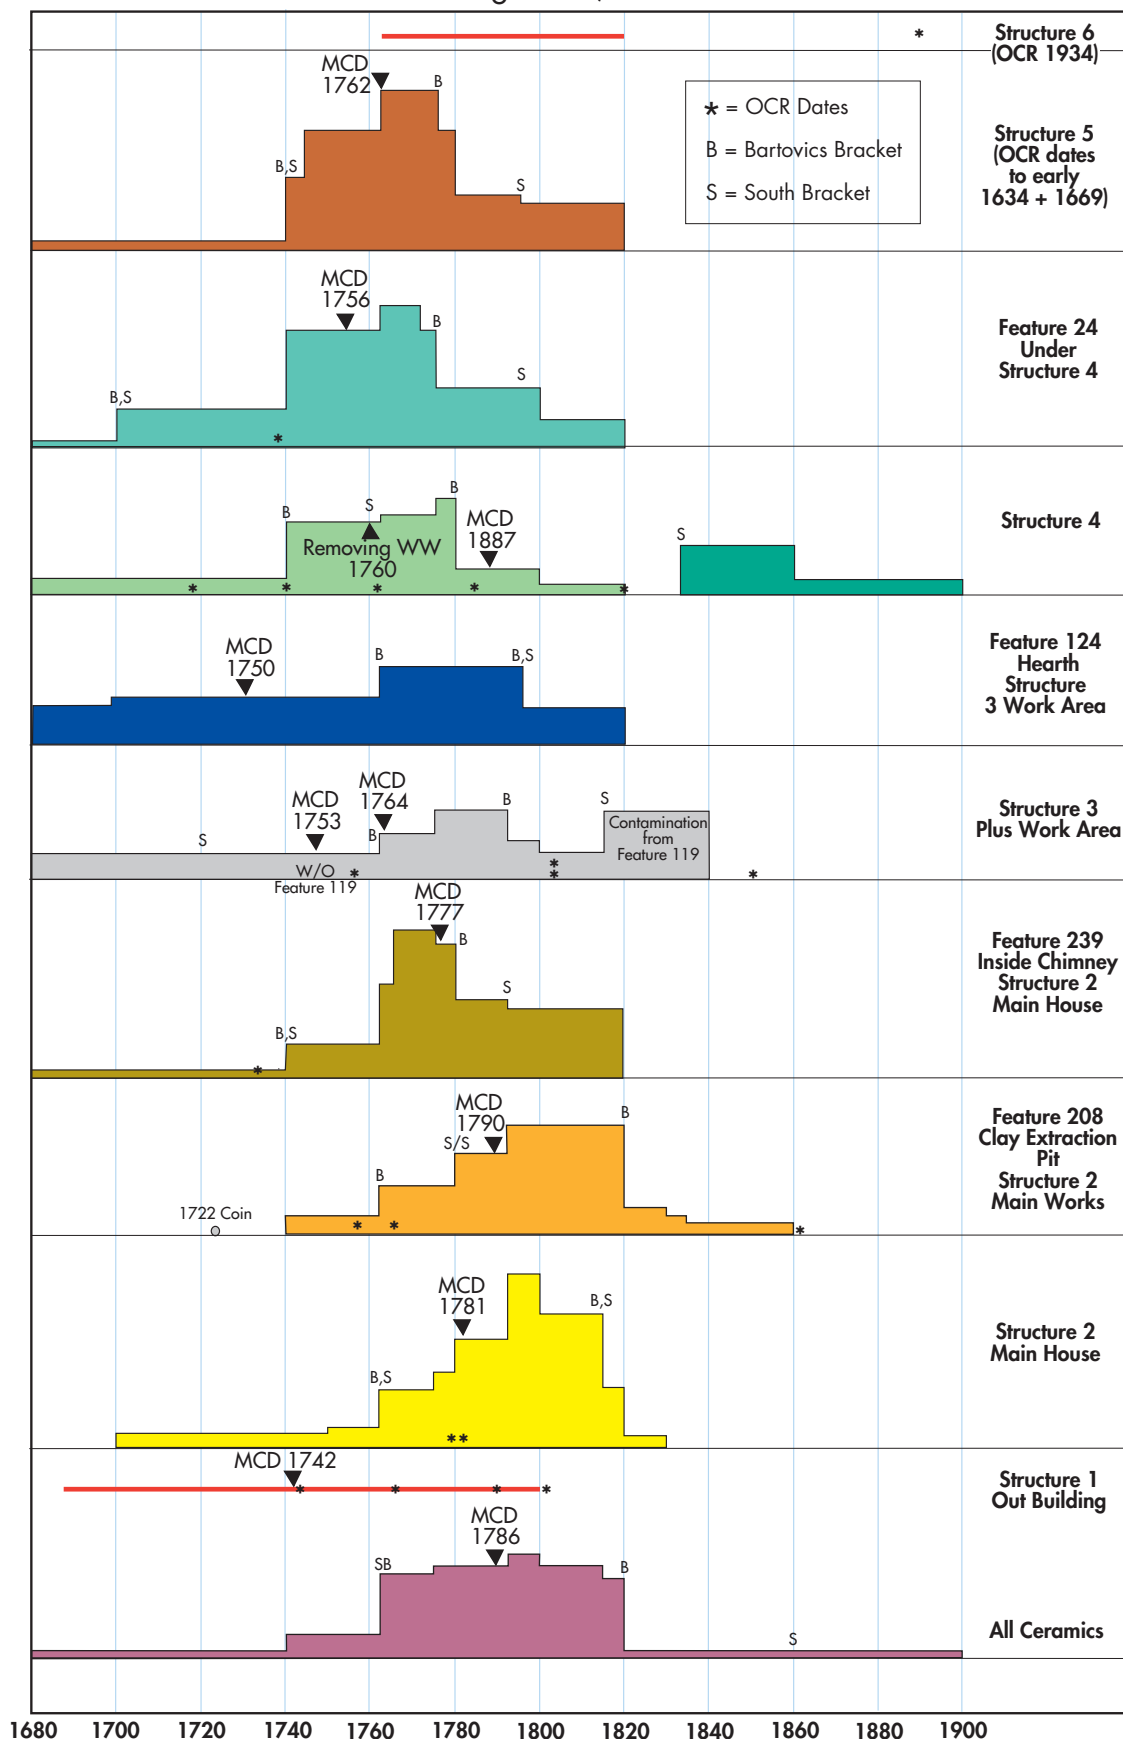 Structure 6
(OCR 1934)
*
MCD
1762
B
B,S
S
* = OCR Dates
B = Bartovics Bracket
S = South Bracket
Structure 5
(OCR dates
to early
1634 + 1669)
MCD
1756
B
B,S
S
*
Feature 24
Under
Structure 4
B
S
B
MCD
1887
Removing WW
1760
S
* * * * *
Structure 4
MCD
1750
B
B,S
Feature 124
Hearth
Structure
3 Work Area
MCD
1764
MCD
1753
S
B
B
S
Contamination
from
Feature 119
W/O
Feature 119
* * * *
Structure 3
Plus Work Area
MCD
1777
B
B,S
S
*
Feature 239
Inside Chimney
Structure 2
Main House
MCD
1790
S/S
B
B
1722 Coin
* * *
Feature 208
Clay Extraction
Pit
Structure 2
Main Works
MCD
1781
B,S
B,S
**
Structure 2
Main House
MCD 1742
* * * *
Structure 1
Out Building
MCD
1786
SB
B
S
All Ceramics
1680 1700 1720 1740 1760 1780 1800 1820 1840 1860 1880 1900